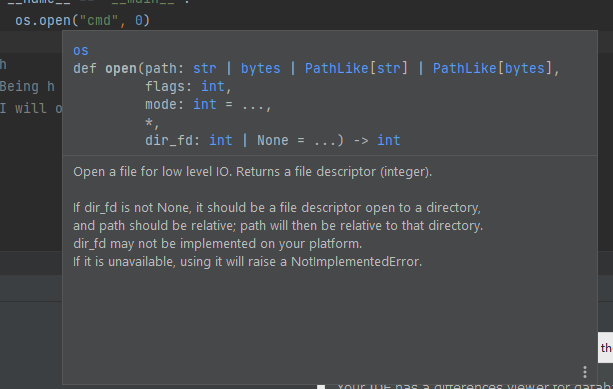 __name__ == "__main__":
os.open("cmd", 0)
os
def open(path: str | bytes | PathLike[str] | PathLike[bytes],
flags: int,
mode: int = ...,
*,
dir_fd: int | None = ...) -> int
h
Being h
I will o
Open a file for low level IO. Returns a file descriptor (integer).
If dir_fd is not None, it should be a file descriptor open to a directory,
and path should be relative; path will then be relative to that directory.
dir_fd may not be implemented on your platform.
If it is unavailable, using it will raise a NotImplementedError.
th
Your IDE has a differences viewer for datab